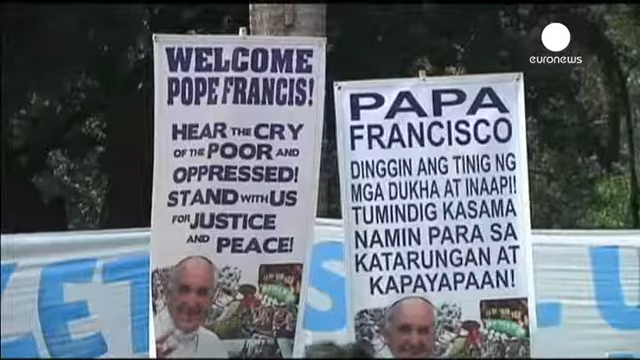 euronews
WELCOME
POPE FRANCIS!
HEAR THE CRY
OF THE POOR AND
OPPRESSED!
STAND WITH US
FOR JUSTICE
AND PEACE!
PAPA
FRANCISCO
DINGGIN ANG TINIG NG
MGA DUKHA AT INAAPI!
TUMINDIG KASAMA
NAMIN PARA SA
KATARUNGAN AT
KAPAYAPAAN!